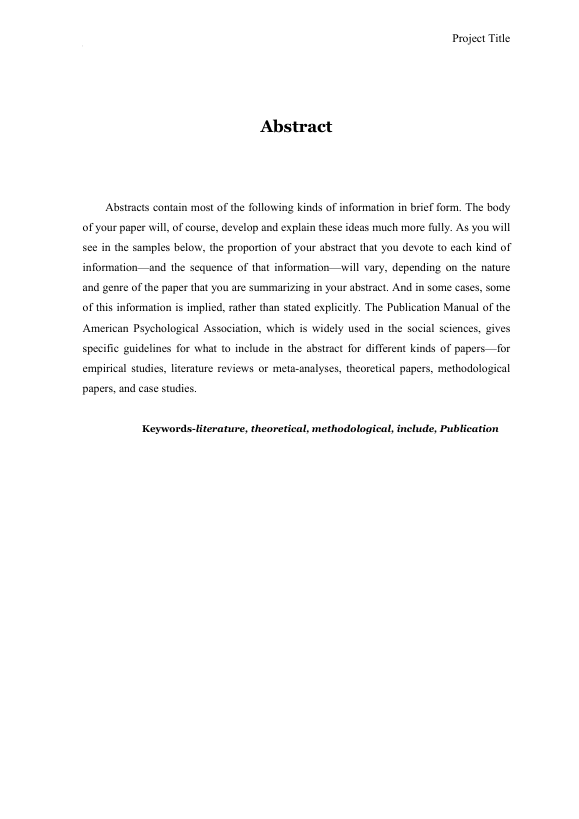 Project Title
Abstract
Abstracts contain most of the following kinds of information in brief form. The body
of your paper will, of course, develop and explain these ideas much more fully. As you will
see in the samples below, the proportion of your abstract that you devote to each kind of
information—and the sequence of that information—will vary, depending on the nature
and genre of the paper that you are summarizing in your abstract. And in some cases, some
of this information is implied, rather than stated explicitly. The Publication Manual of the
American Psychological Association, which is widely used in the social sciences, gives
specific guidelines for what to include in the abstract for different kinds of papers—for
empirical studies, literature reviews or meta-analyses, theoretical papers, methodological
papers, and case studies.
Keywords-literature, theoretical, methodological, include, Publication